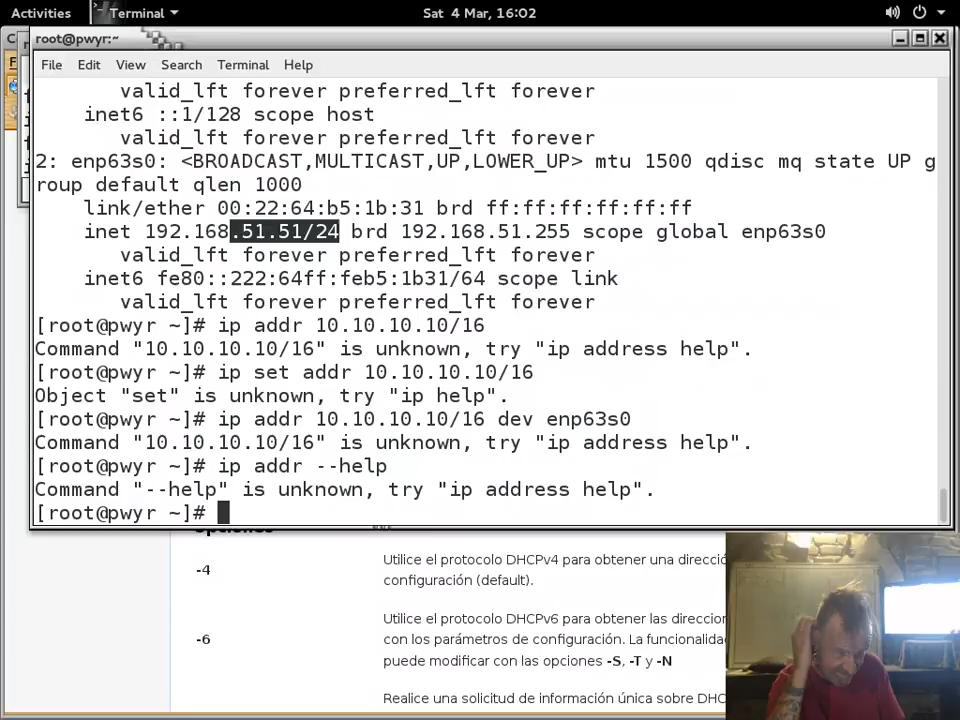 Activities
Terminal
Sat 4 Mar, 16:02
root@pwyr:~
File Edit View Search Terminal Help
valid_lft forever preferred_lft forever
inet6 ::1/128 scope host
valid_lft forever preferred_lft forever
2: enp63s0: <BROADCAST,MULTICAST,UP,LOWER_UP> mtu 1500 qdisc mq state UP g
roup default qlen 1000
link/ether 00:22:64:b5:1b:31 brd ff:ff:ff:ff:ff:ff
inet 192.168.51.51/24 brd 192.168.51.255 scope global enp63s0
valid_lft forever preferred_lft forever
inet6 fe80::222:64ff:feb5:1b31/64 scope link
valid_lft forever preferred_lft forever
[root@pwyr ~]# ip addr 10.10.10.10/16
Command "10.10.10.10/16" is unknown, try "ip address help".
[root@pwyr ~]# ip set addr 10.10.10.10/16
Object "set" is unknown, try "ip help".
[root@pwyr ~]# ip addr 10.10.10.10/16 dev enp63s0
Command "10.10.10.10/16" is unknown, try "ip address help".
[root@pwyr ~]# ip addr --help
Command "--help" is unknown, try "ip address help".
[root@pwyr ~]#
-4
Utilice el protocolo DHCPv4 para obtener una direcció
configuración (default).
Utilice el protocolo DHCPv6 para obtener las direccion
-6
con los parámetros de configuración. La funcionalidad
puede modificar con las opciones -S, -T y -N
Realice una solicitud de información única sobre DHC